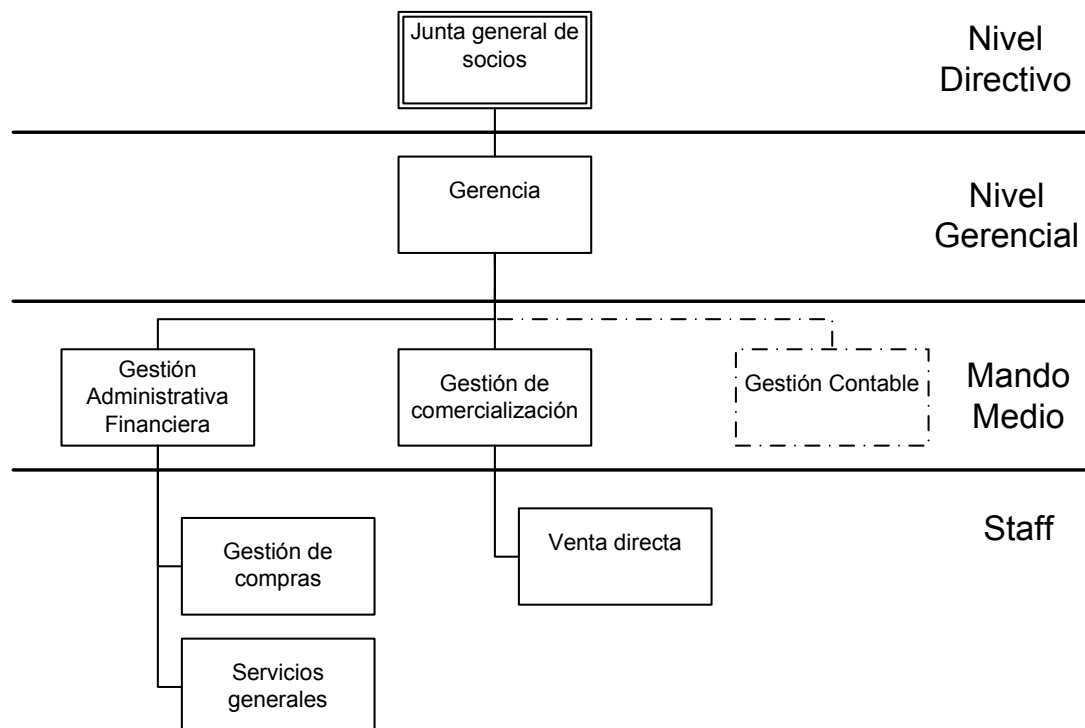 Junta general de
socios
Nivel
Directivo
Gerencia
Nivel
Gerencial
Gestión
Administrativa
Financiera
Gestión de
comercialización
Gestión Contable
Mando
Medio
Staff
Gestión de
compras
Venta directa
Servicios
generales